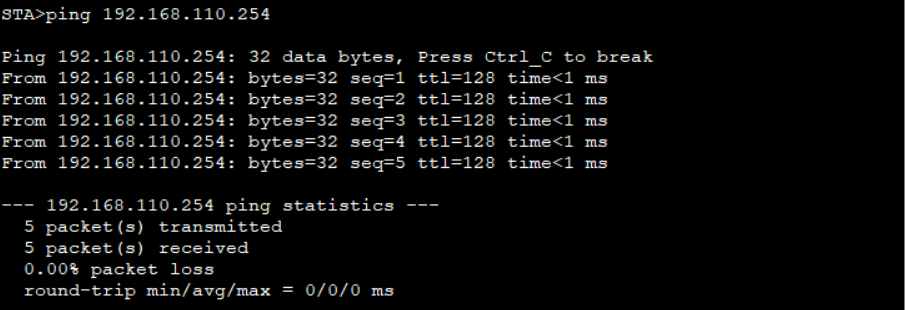 STA>ping 192.168.110.254
Ping 192.168.110.254: 32 data bytes, Press Ctrl_C to break
From 192.168.110.254: bytes=32 seq=1 ttl=128 time<1 ms
From 192.168.110.254: bytes=32 seq=2 ttl=128 time<1 ms
From 192.168.110.254: bytes=32 seq=3 ttl=128 time<1 ms
From 192.168.110.254: bytes=32 seq=4 ttl=128 time<1 ms
From 192.168.110.254: bytes=32 seq=5 ttl=128 time<1 ms
--- 192.168.110.254 ping statistics ---
5 packet(s) transmitted
5 packet(s) received
0.00% packet loss
round-trip min/avg/max = 0/0/0 ms